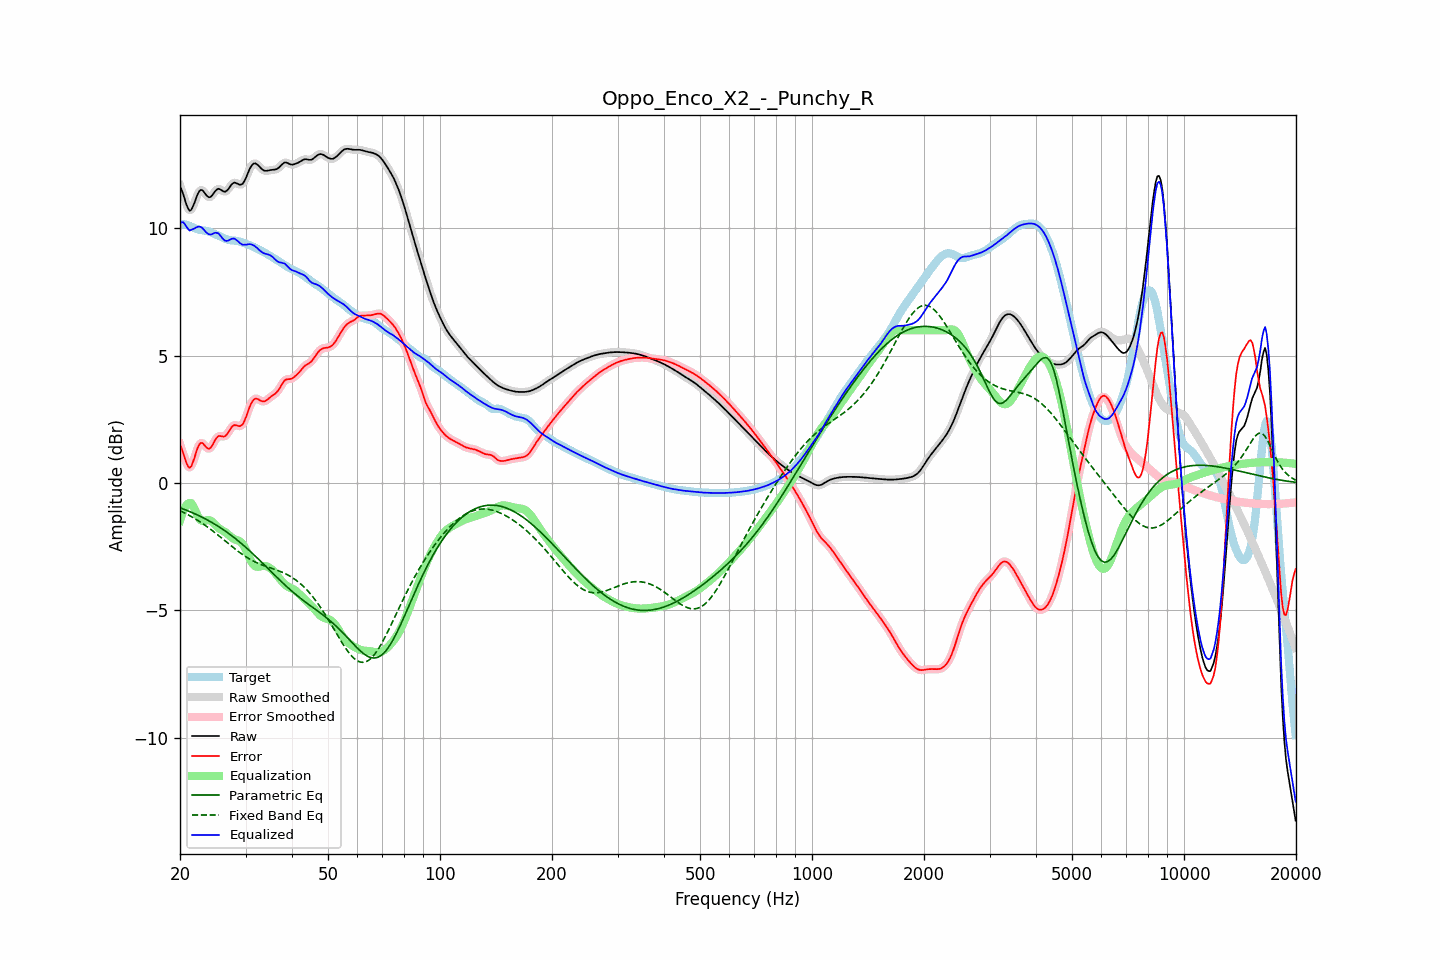 Oppo_Enco_X2_-_Punchy_R
Amplitude (dBr)
10
5
0
−5
−10
Target
Raw Smoothed
Error Smoothed
Raw
Error
Equalization
Parametric Eq
Fixed Band Eq
Equalized
20 50 100 200 500 1000 2000 5000 10000 20000
Frequency (Hz)